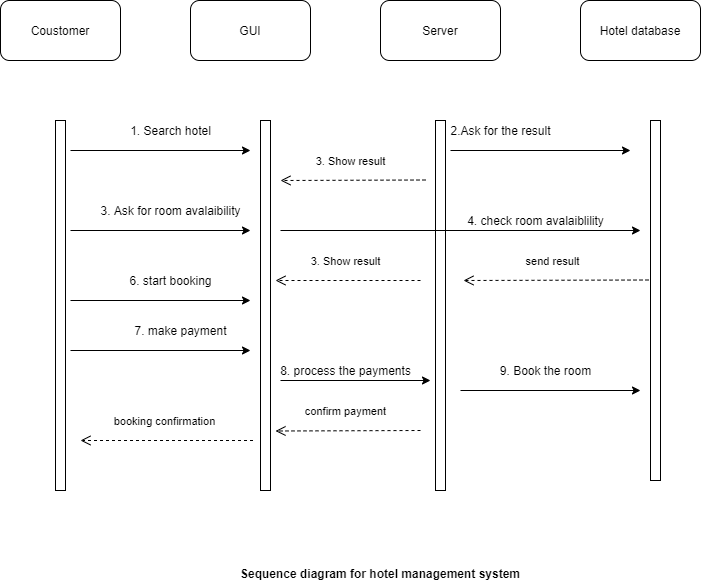 Coustomer
GUI
Server
Hotel database
1. Search hotel
2.Ask for the result
3. Show result
3. Ask for room avalaibility
4. check room avalaiblility
3. Show result
send result
6. start booking
7. make payment
8. process the payments
9. Book the room
confirm payment
booking confirmation
Sequence diagram for hotel management system